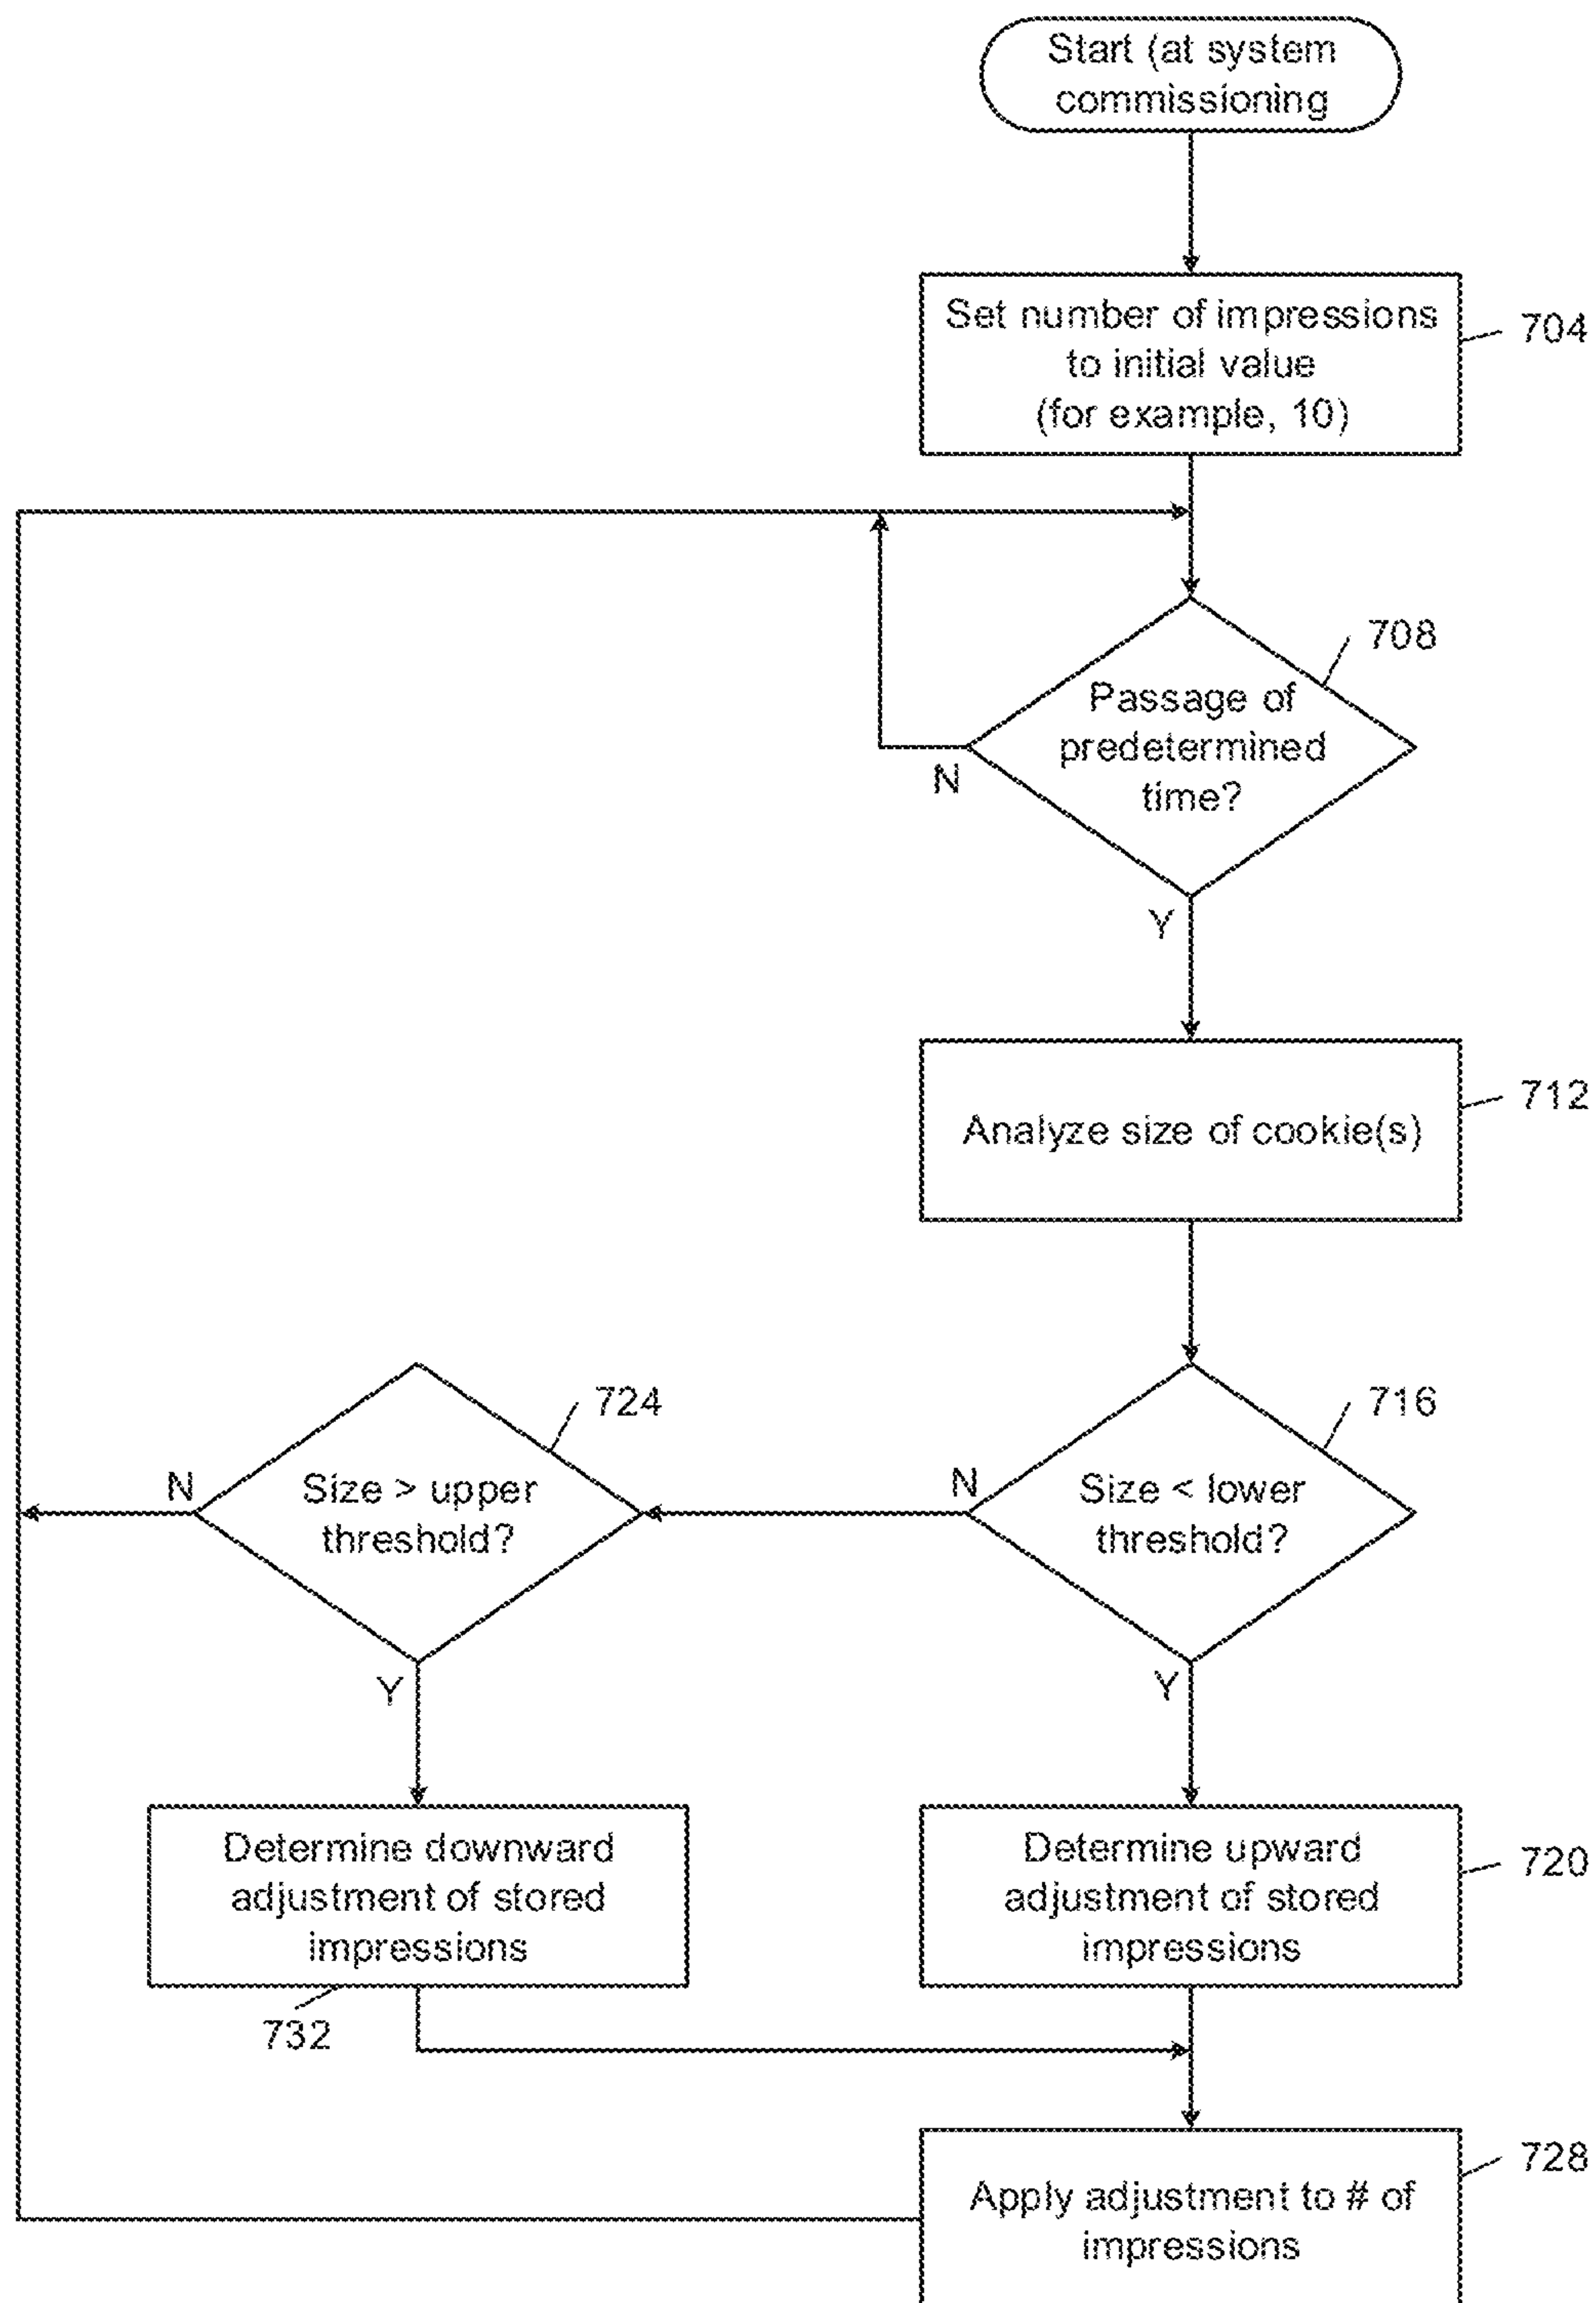 Start (at system
commissioning
Set number of impressions
to initial value
(for example, 10)
704
708
Passage of
predetermined
time?
N
Y
Analyze size of cookie(s)
712
724
Size > upper
threshold?
N
Y
716
Size < lower
threshold?
N
Y
Determine downward
adjustment of stored
impressions
732
Determine upward
adjustment of stored
impressions
720
Apply adjustment to # of
impressions
728